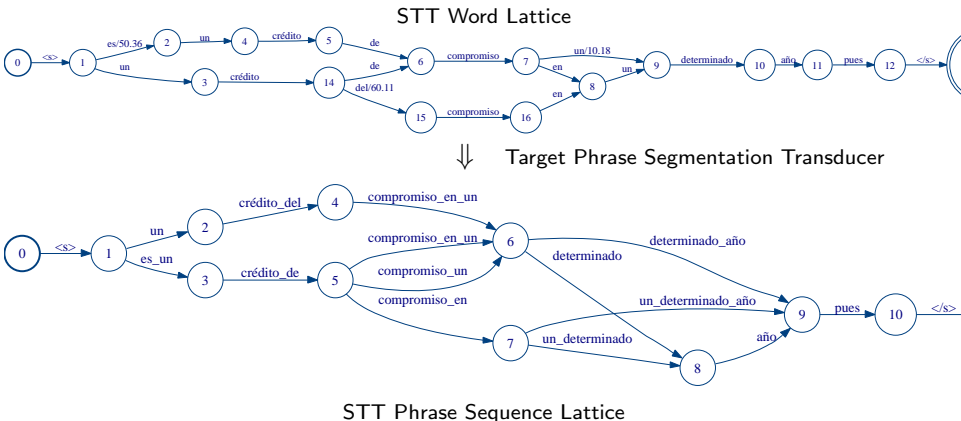 STT Word Lattice
0 <s> 1 es/50.36 2 un 4 crédito 5 de 6 compromiso 7 un/10.18 9 determinado 10 año 11 pues 12 </s>
un 3 crédito 14 de en 8 un
del/60.11 15 compromiso 16 en
⇓ Target Phrase Segmentation Transducer
0 <s> 1 un 2 crédito_del 4 compromiso_en_un 6 determinado_año 9 pues 10 </s>
es_un 3 crédito_de 5 compromiso_en_un determinado
compromiso_un
compromiso_en 7 un_determinado_año
un_determinado 8 año
STT Phrase Sequence Lattice